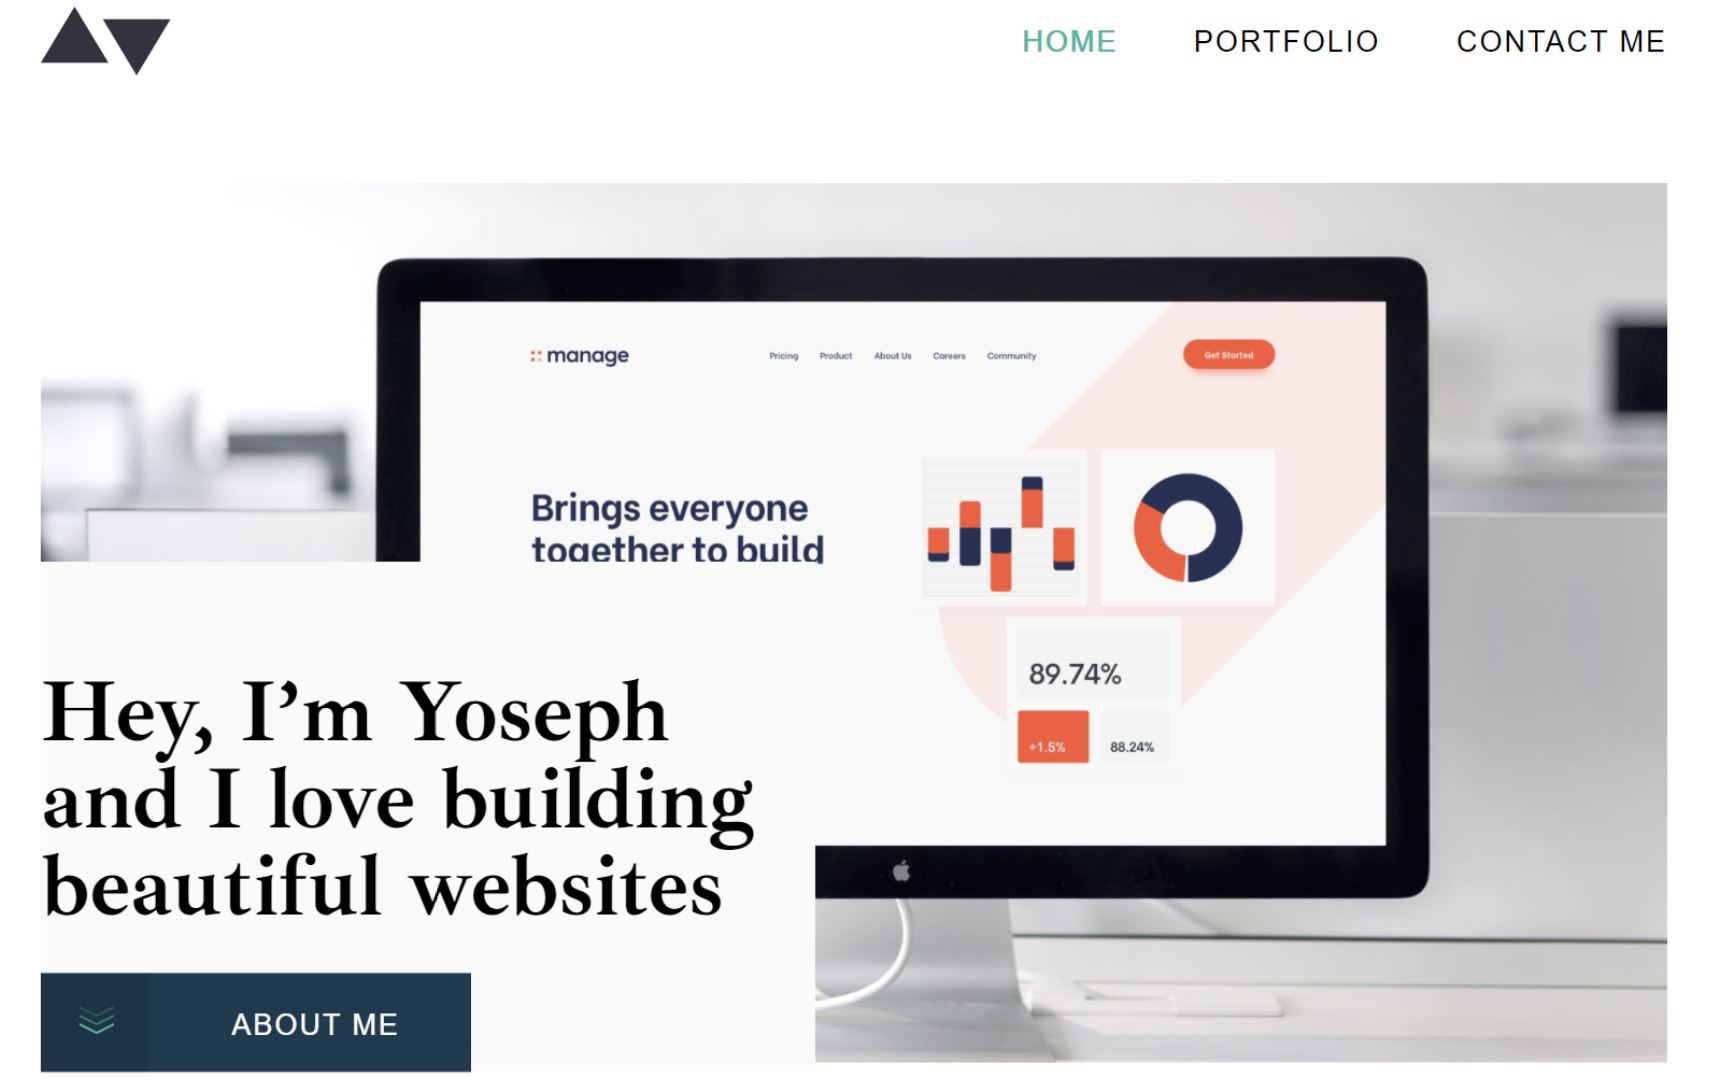 HOME PORTFOLIO CONTACT ME
manage Pricing Product About Us Careers Community Get Started
Brings everyone
together to build
89.74%
+1.5% 88.24%
Hey, I’m Yoseph
and I love building
beautiful websites
ABOUT ME